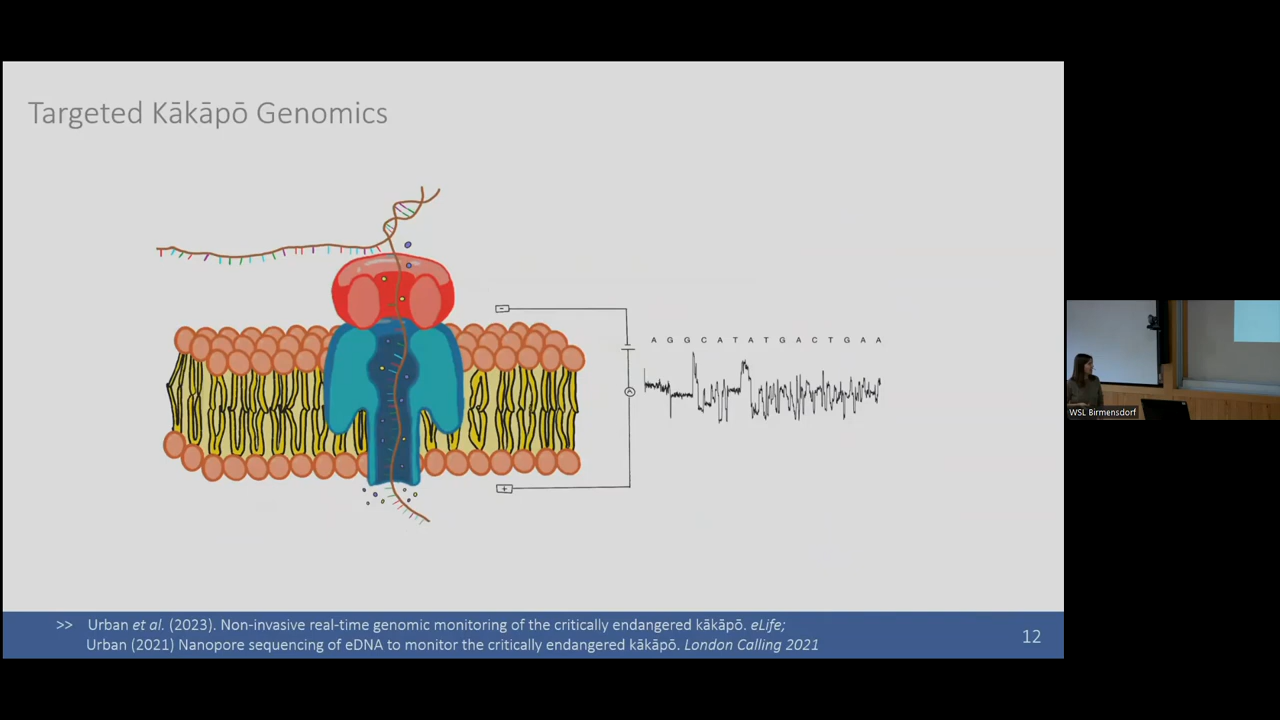 Targeted Kākāpō Genomics
-
A G G C A T A T G A C T G A A
+
WSL Birmensdorf
>> Urban et al. (2023). Non-invasive real-time genomic monitoring of the critically endangered kākāpō. eLife;
Urban (2021) Nanopore sequencing of eDNA to monitor the critically endangered kākāpō. London Calling 2021
12